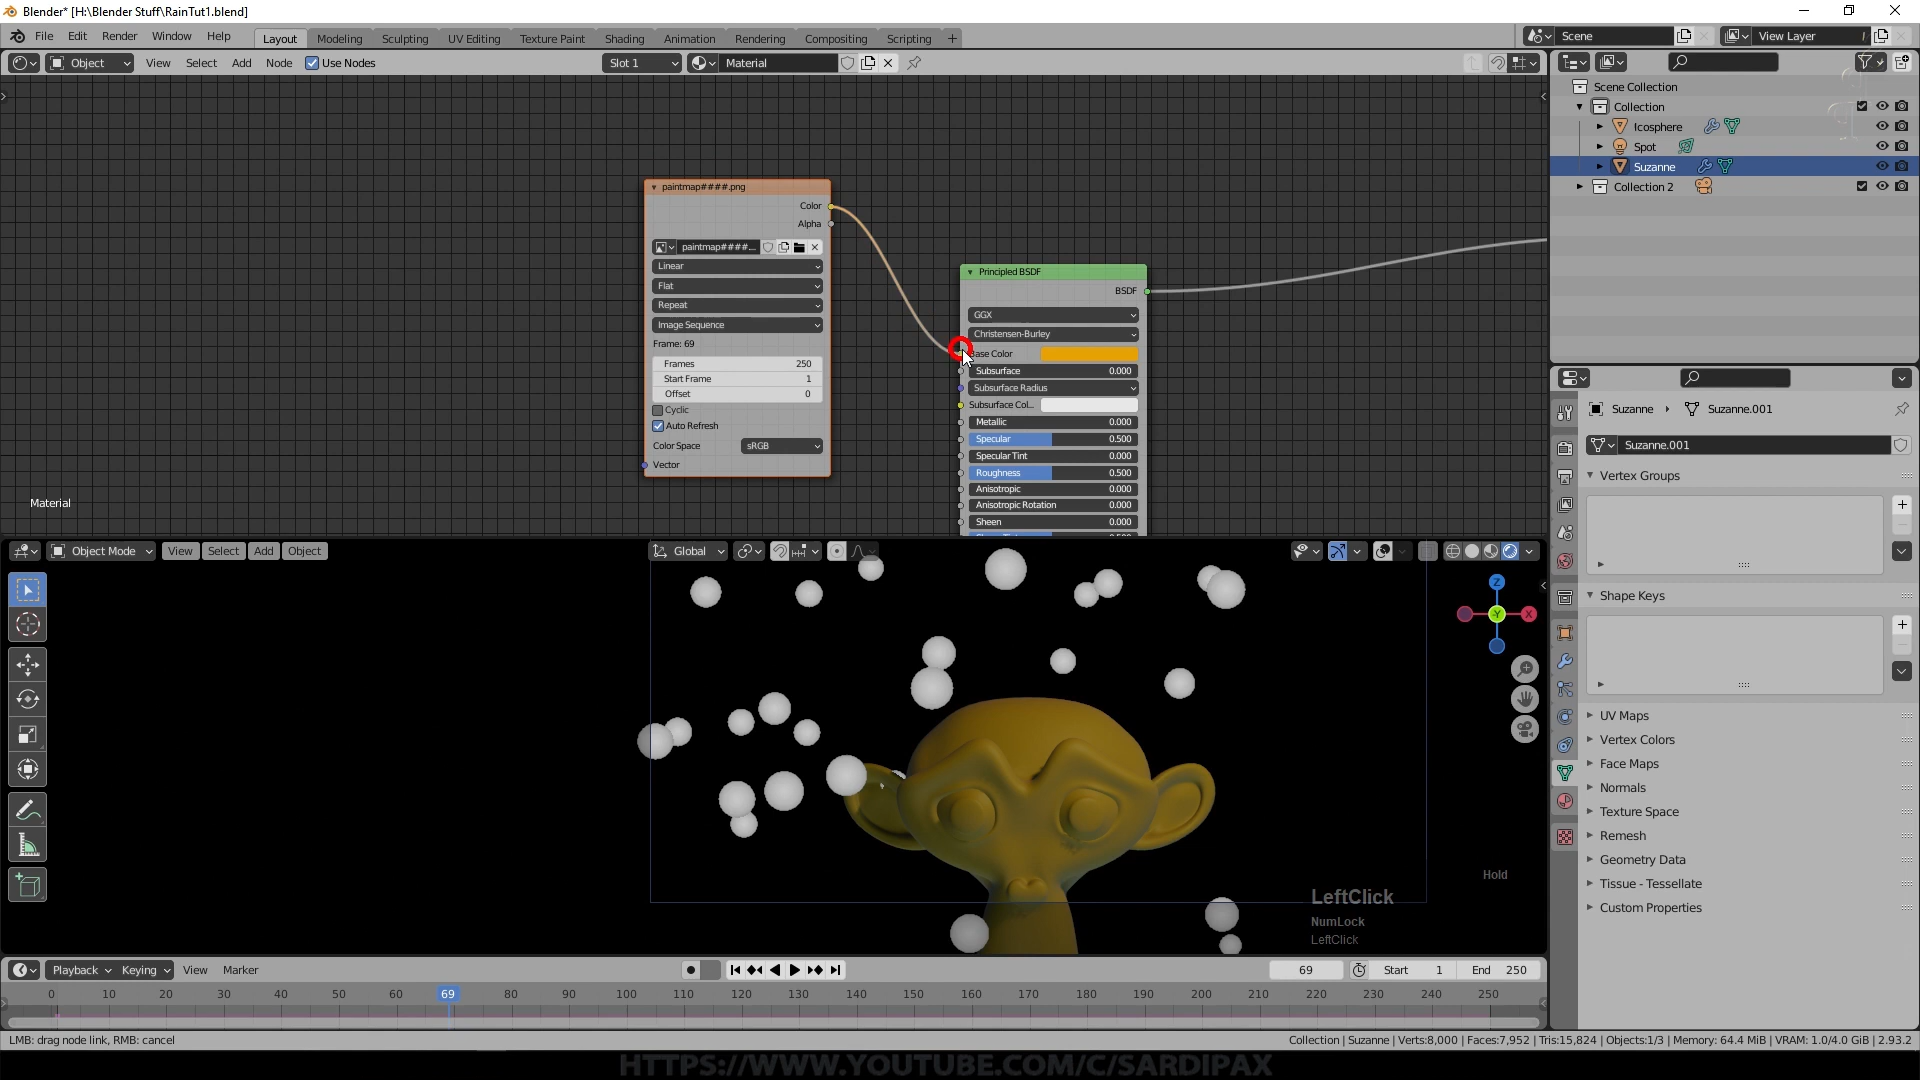 Blender* [H:\Blender Stuff\RainTut1.blend]
File Edit Render Window Help Layout Modeling Sculpting UV Editing Texture Paint Shading Animation Rendering Compositing Scripting + Scene View Layer
Object View Select Add Node Use Nodes Slot 1 Material
Scene Collection
Collection
Icosphere
Spot
Suzanne
Collection 2
paintmap####.png
Color
Alpha
paintmap####...
Linear
Flat
Repeat
Image Sequence
Frame: 69
Frames 250
Start Frame 1
Offset 0
Cyclic
Auto Refresh
Color Space sRGB
Vector
Principled BSDF
BSDF
GGX
Christensen-Burley
Base Color
Subsurface 0.000
Subsurface Radius
Subsurface Col...
Metallic 0.000
Specular 0.500
Specular Tint 0.000
Roughness 0.500
Anisotropic 0.000
Anisotropic Rotation 0.000
Sheen 0.000
Material
Suzanne Suzanne.001
Suzanne.001
Vertex Groups
Shape Keys
UV Maps
Vertex Colors
Face Maps
Normals
Texture Space
Remesh
Geometry Data
Tissue - Tessellate
Custom Properties
Object Mode View Select Add Object Global
Z
Y
X
Hold
LeftClick
NumLock
LeftClick
Playback Keying View Marker 69 Start 1 End 250
0 10 20 30 40 50 60 69 80 90 100 110 120 130 140 150 160 170 180 190 200 210 220 230 240 250
LMB: drag node link, RMB: cancel
Collection | Suzanne | Verts:8,000 | Faces:7,952 | Tris:15,824 | Objects:1/3 | Memory: 64.4 MiB | VRAM: 1.0/4.0 GiB | 2.93.2
HTTPS://WWW.YOUTUBE.COM/C/SARDIPAX